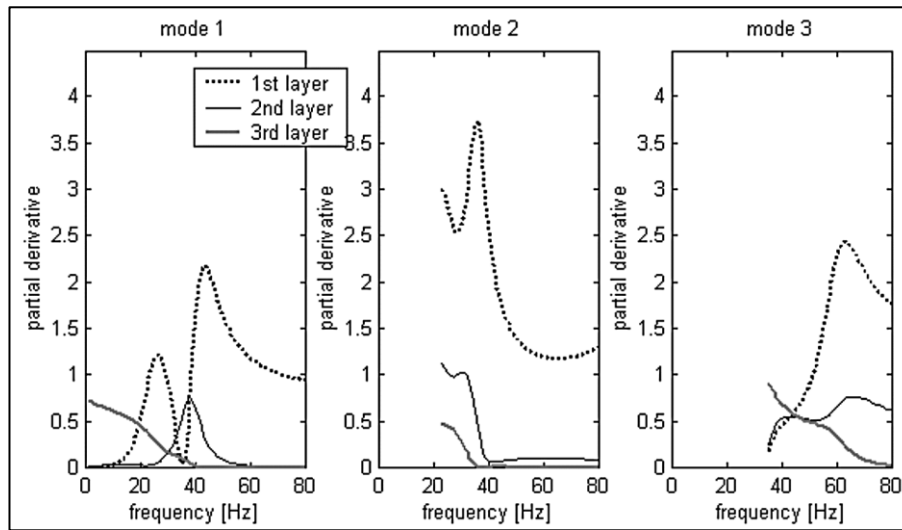 mode 1
mode 2
mode 3
1st layer
2nd layer
3rd layer
partial derivative
4
3.5
3
2.5
2
1.5
1
0.5
0
0 20 40 60 80
frequency [Hz]
partial derivative
4
3.5
3
2.5
2
1.5
1
0.5
0
0 20 40 60 80
frequency [Hz]
partial derivative
4
3.5
3
2.5
2
1.5
1
0.5
0
0 20 40 60 80
frequency [Hz]